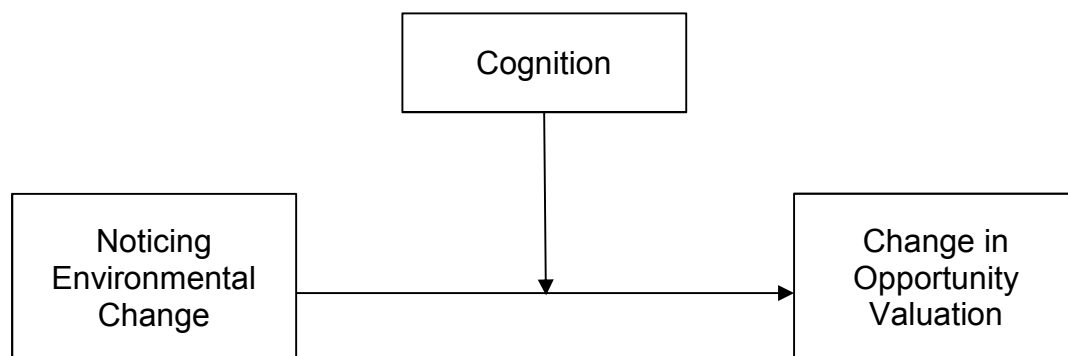 Cognition
Noticing
Environmental
Change
Change in
Opportunity
Valuation